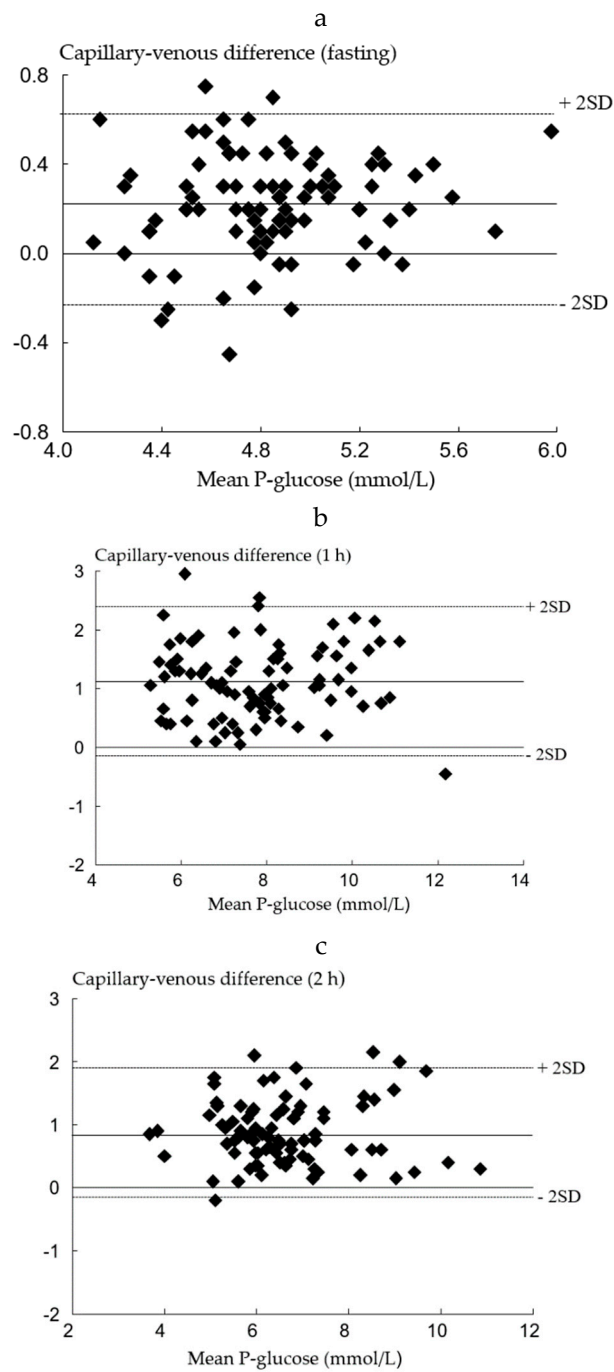 a
Capillary-venous difference (fasting)
0.8
+ 2SD
0.4
0.0
- 2SD
-0.4
-0.8
4.0 4.4 4.8 5.2 5.6 6.0
Mean P-glucose (mmol/L)
b
Capillary-venous difference (1 h)
3
+ 2SD
2
1
0
- 2SD
-1
-2
4 6 8 10 12 14
Mean P-glucose (mmol/L)
c
Capillary-venous difference (2 h)
3
2
+ 2SD
1
0
- 2SD
-1
-2
2 4 6 8 10 12
Mean P-glucose (mmol/L)